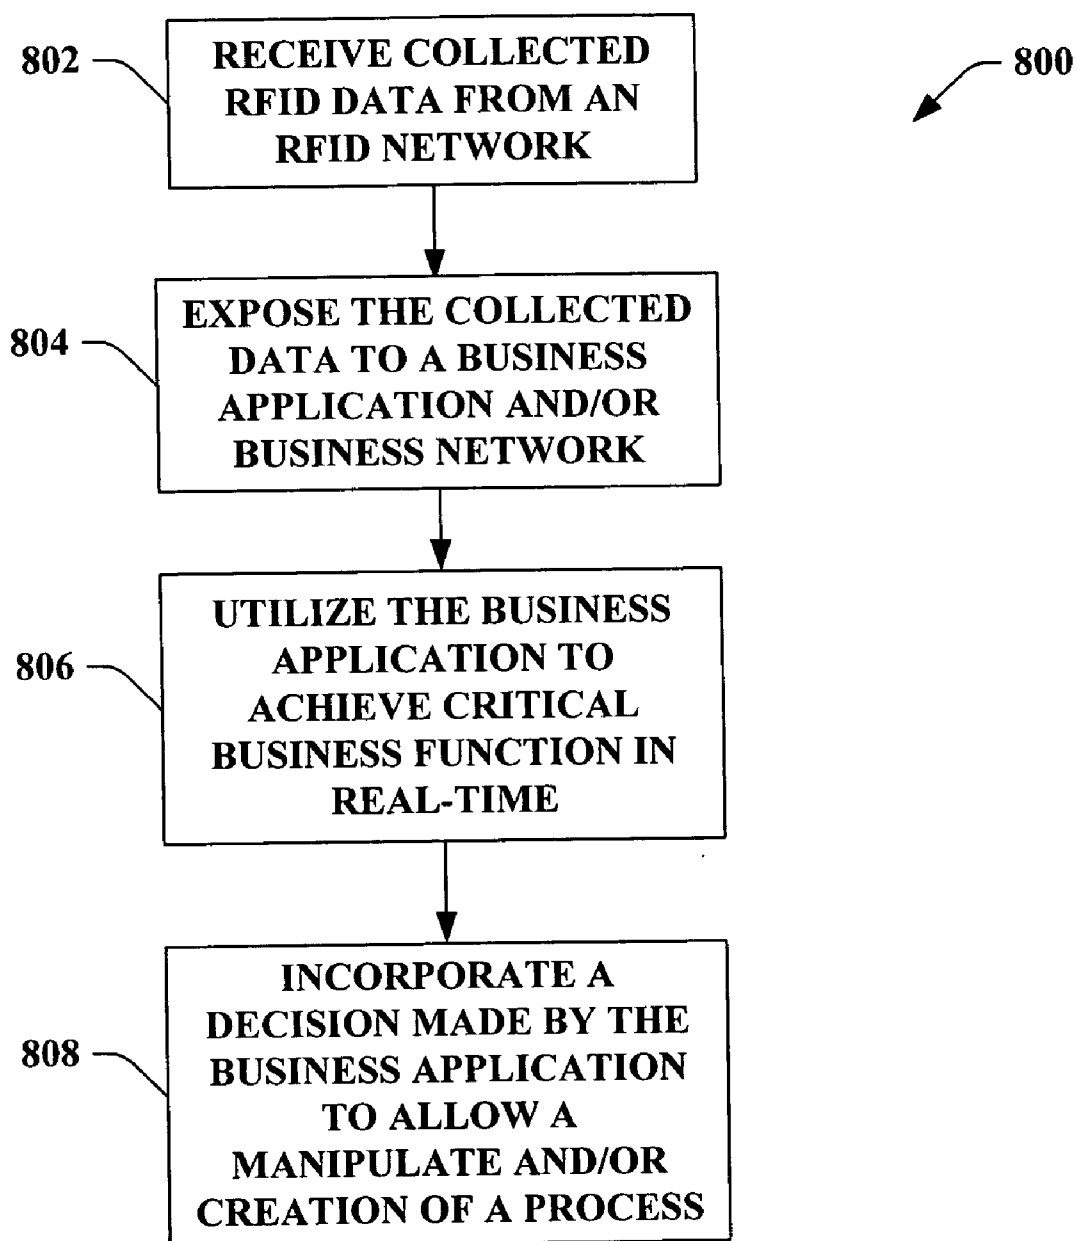 802
RECEIVE COLLECTED
RFID DATA FROM AN
RFID NETWORK
800
804
EXPOSE THE COLLECTED
DATA TO A BUSINESS
APPLICATION AND/OR
BUSINESS NETWORK
806
UTILIZE THE BUSINESS
APPLICATION TO
ACHIEVE CRITICAL
BUSINESS FUNCTION IN
REAL-TIME
808
INCORPORATE A
DECISION MADE BY THE
BUSINESS APPLICATION
TO ALLOW A
MANIPULATE AND/OR
CREATION OF A PROCESS